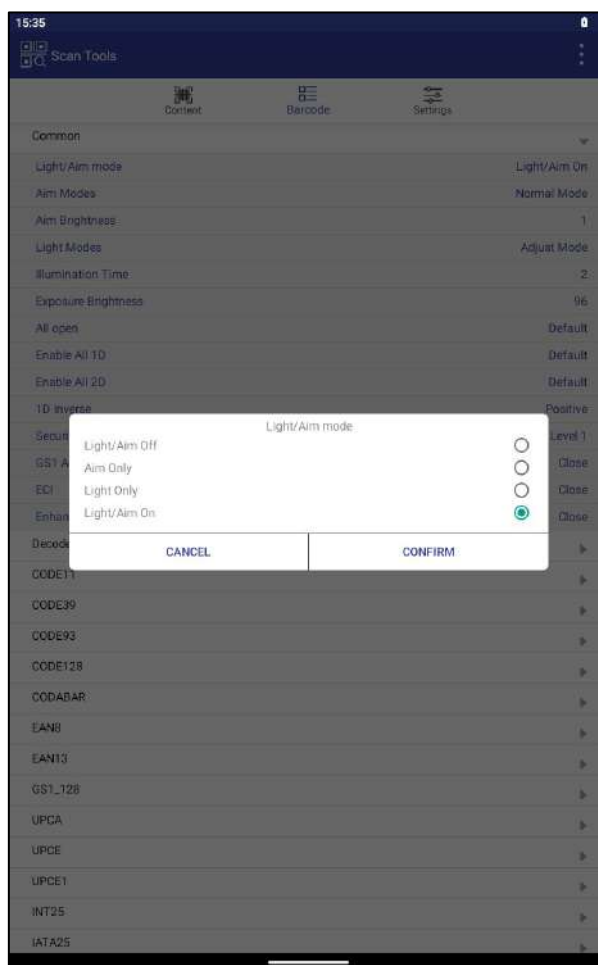 15:35
Scan Tools
Content Barcode Settings
Common
Light/Aim mode Light/Aim On
Aim Modes Normal Mode
Aim Brightness 1
Light Modes Adjust Mode
Illumination Time 2
Exposure Brightness 96
All open Default
Enable All 1D Default
Enable All 2D Default
1D Inverse Positive
Light/Aim mode
Securi Level 1
Light/Aim Off
GS1 A Close
Aim Only
ECI Close
Light Only
Enhan Close
Light/Aim On
Decode
CANCEL CONFIRM
CODE11
CODE39
CODE93
CODE128
CODABAR
EAN8
EAN13
GS1_128
UPCA
UPCE
UPCE1
INT25
IATA25